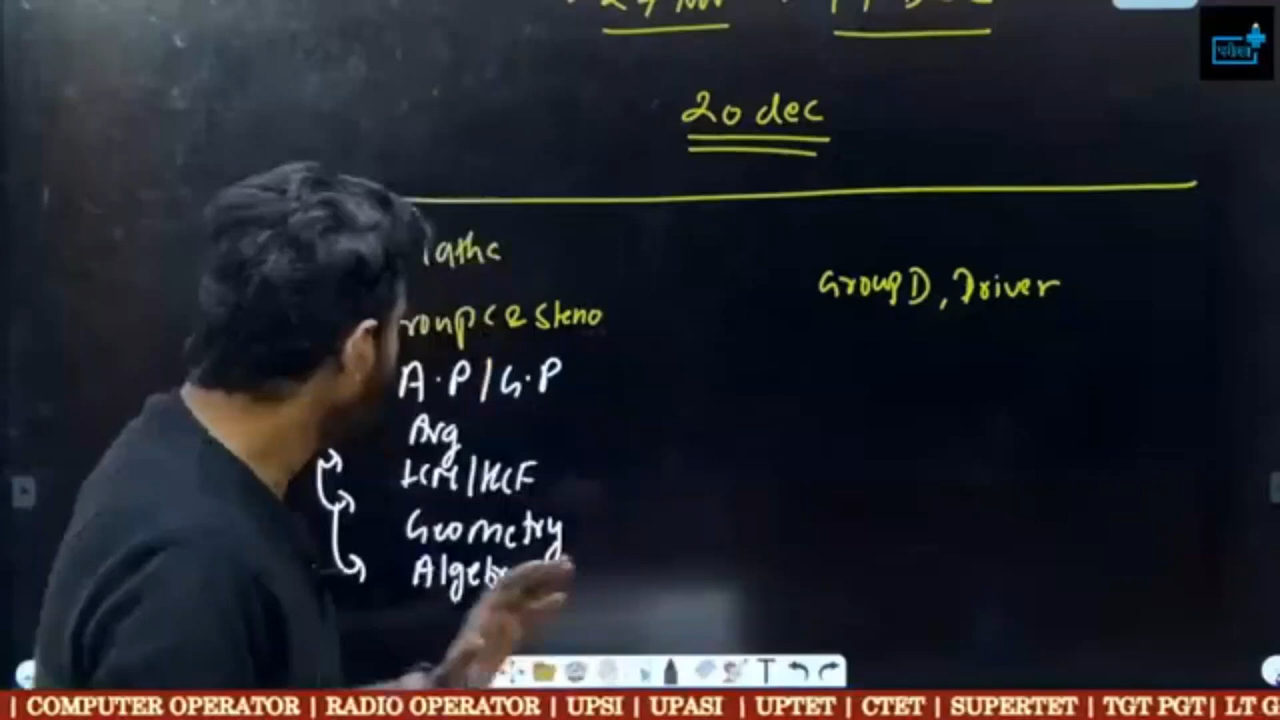 परीक्षा
20 dec
roup C & Steno
Group D, Driver
A.P/G.P
Avg
LCM/HCF
Geometry
Algeb
T
| COMPUTER OPERATOR | RADIO OPERATOR | UPSI | UPASI | UPTET | CTET | SUPERTET | TGT PGT| LT G